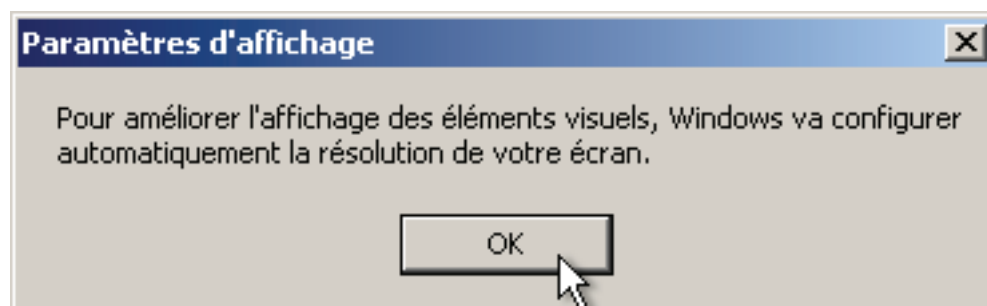 Paramètres d'affichage
Pour améliorer l'affichage des éléments visuels, Windows va configurer
automatiquement la résolution de votre écran.
OK